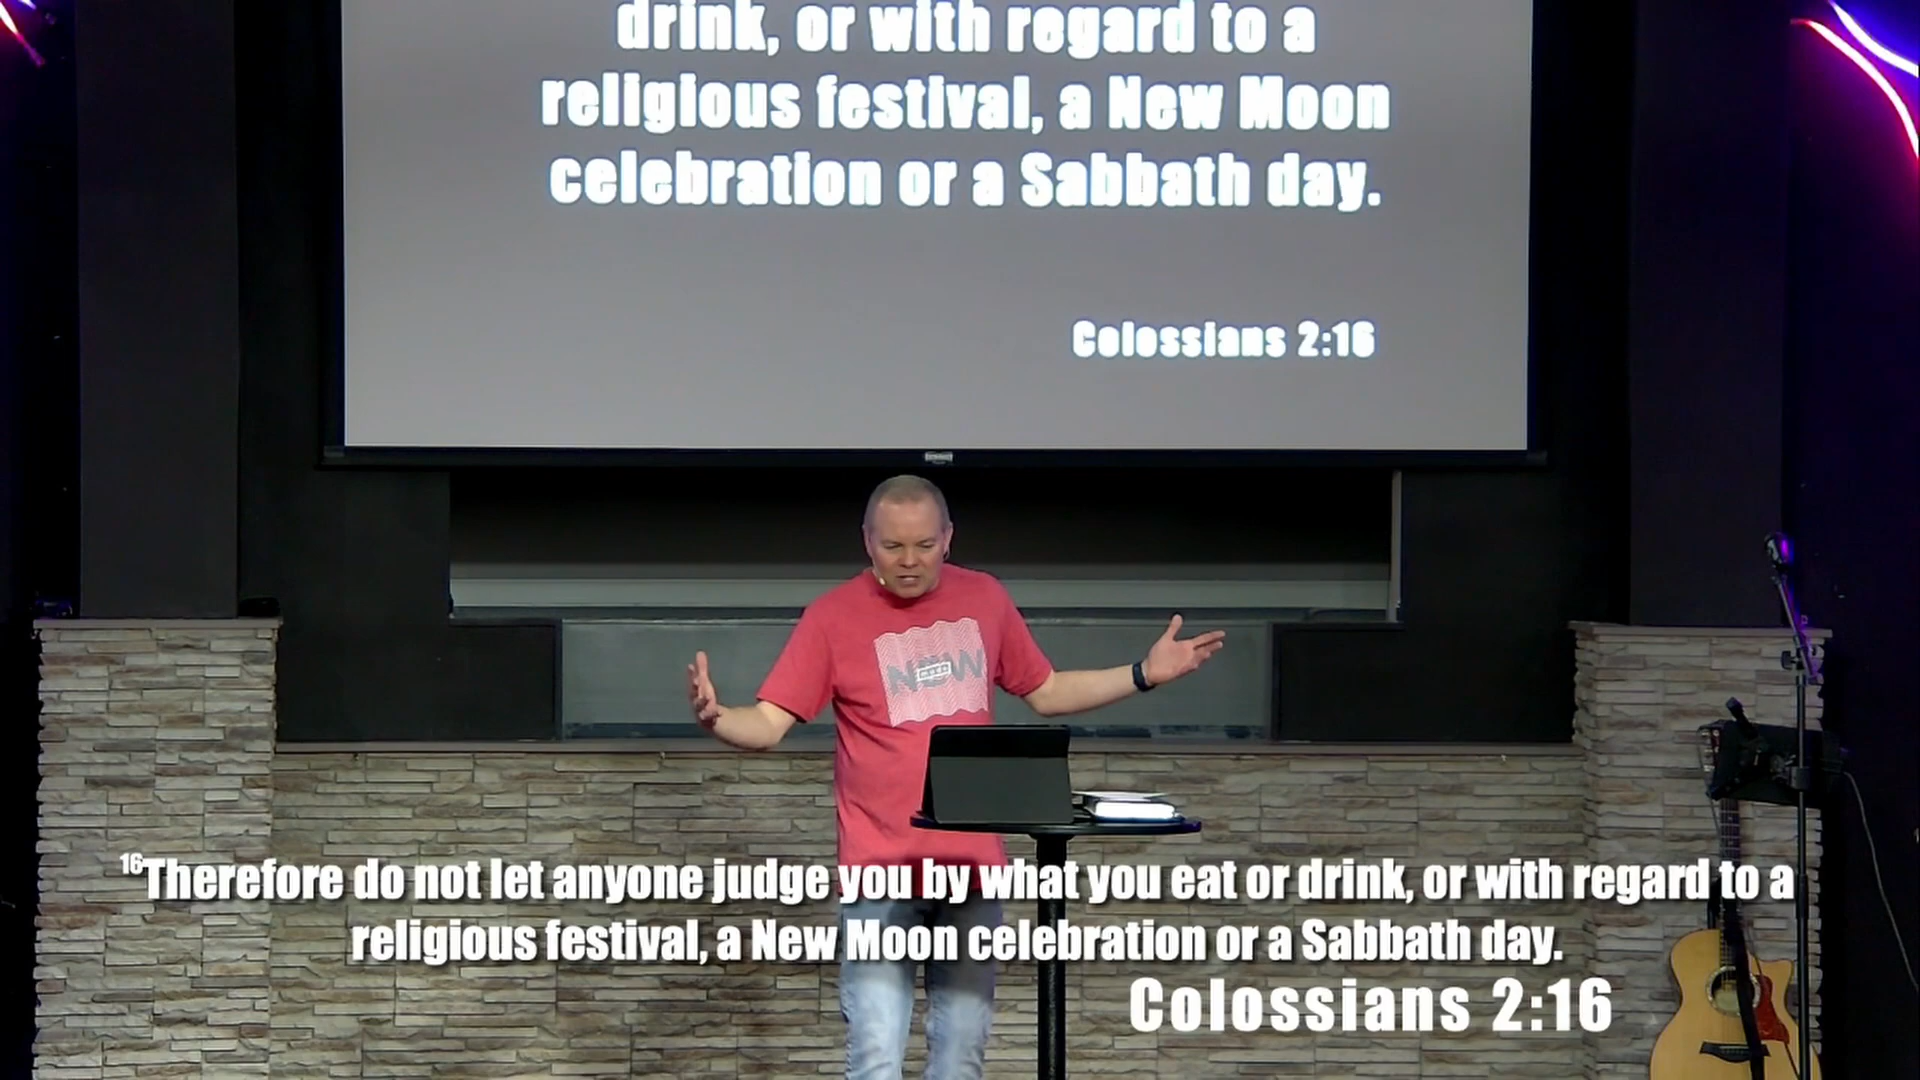 drink, or with regard to a
religious festival, a New Moon
celebration or a Sabbath day.
Colossians 2:16
NOW
16Therefore do not let anyone judge you by what you eat or drink, or with regard to a
religious festival, a New Moon celebration or a Sabbath day.
Colossians 2:16